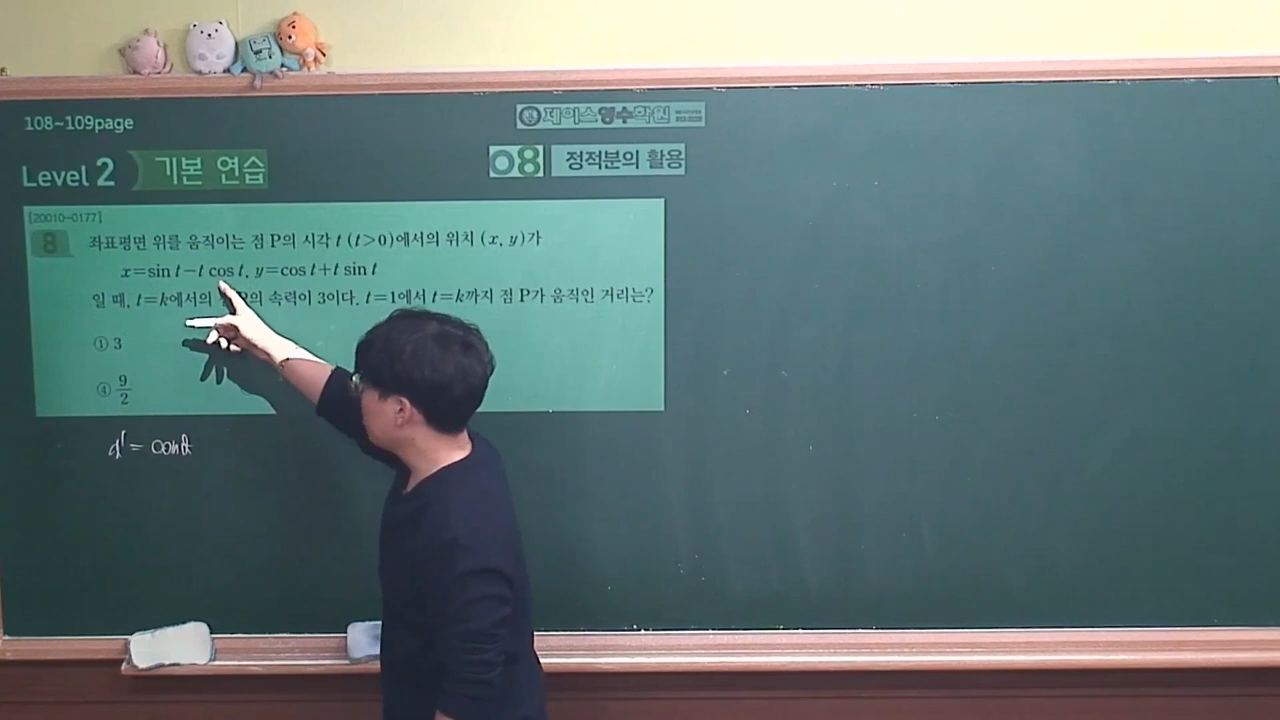 108~109page
제이스영수학원
Level 2 기본 연습
08 정적분의 활용
[20010-0177]
8 좌표평면 위를 움직이는 점 P의 시각 t (t>0)에서의 위치 (x, y)가
x=sin t-t cos t, y=cos t+t sin t
일 때, t=k에서의 P의 속력이 3이다. t=1에서 t=k까지 점 P가 움직인 거리는?
① 3
④ 9/2